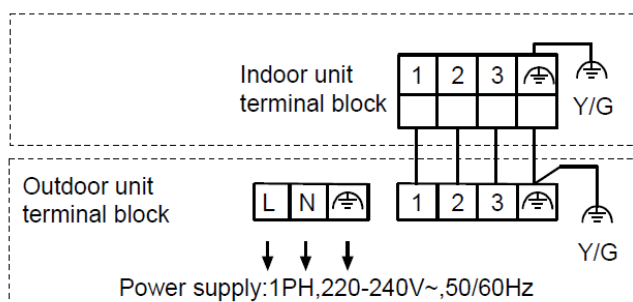 Indoor unit
terminal block
1 2 3
Y/G
Outdoor unit
terminal block
L N
1 2 3
Y/G
Power supply:1PH,220-240V~,50/60Hz